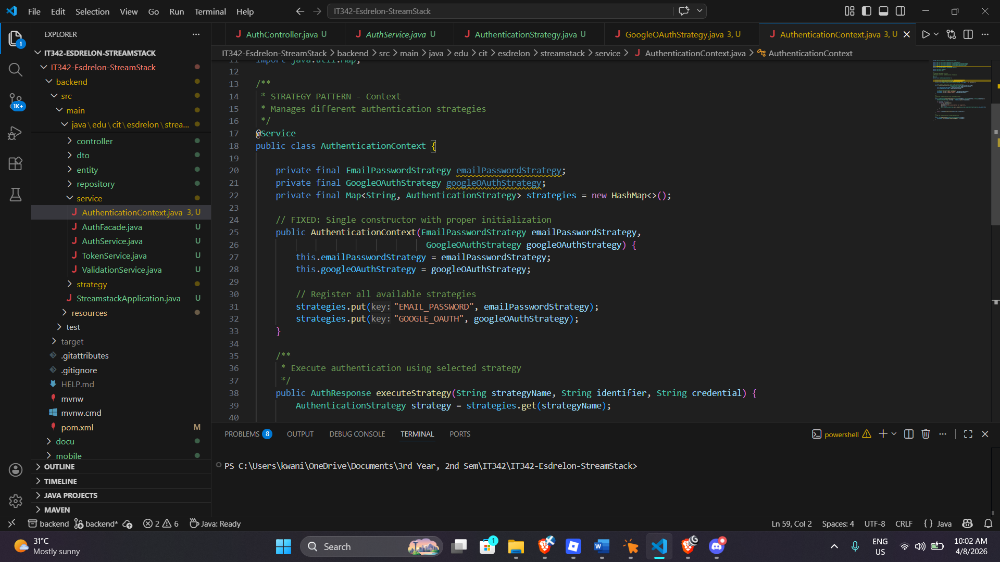 File Edit Selection View Go Run Terminal Help
IT342-Esdrelon-StreamStack
EXPLORER
1
1K+
IT342-ESDRELON-STREAMSTACK
IT342-Esdrelon-StreamStack
backend
src
main
java\edu\cit\esdrelon\strea...
controller
dto
entity
repository
service
AuthenticationContext.java 3, U
AuthFacade.java U
AuthService.java U
TokenService.java U
ValidationService.java U
strategy
StreamstackApplication.java U
resources
test
target
.gitattributes
.gitignore
HELP.md
mvnw
mvnw.cmd
pom.xml M
docu
mobile
OUTLINE
TIMELINE
JAVA PROJECTS
MAVEN
AuthController.java U
AuthService.java U
AuthenticationStrategy.java U
GoogleOAuthStrategy.java 3, U
AuthenticationContext.java 3, U
IT342-Esdrelon-StreamStack > backend > src > main > java > edu > cit > esdrelon > streamstack > service > AuthenticationContext.java > AuthenticationContext
11 import java.util.Map;
12
13 /**
14  * STRATEGY PATTERN - Context
15  * Manages different authentication strategies
16  */
17 @Service
18 public class AuthenticationContext {
19
20     private final EmailPasswordStrategy emailPasswordStrategy;
21     private final GoogleOAuthStrategy googleOAuthStrategy;
22     private final Map<String, AuthenticationStrategy> strategies = new HashMap<>();
23
24     // FIXED: Single constructor with proper initialization
25     public AuthenticationContext(EmailPasswordStrategy emailPasswordStrategy,
26                                  GoogleOAuthStrategy googleOAuthStrategy) {
27         this.emailPasswordStrategy = emailPasswordStrategy;
28         this.googleOAuthStrategy = googleOAuthStrategy;
29
30         // Register all available strategies
31         strategies.put(key: "EMAIL_PASSWORD", emailPasswordStrategy);
32         strategies.put(key: "GOOGLE_OAUTH", googleOAuthStrategy);
33     }
34
35     /**
36      * Execute authentication using selected strategy
37      */
38     public AuthResponse executeStrategy(String strategyName, String identifier, String credential) {
39         AuthenticationStrategy strategy = strategies.get(strategyName);
40
PROBLEMS 8 OUTPUT DEBUG CONSOLE TERMINAL PORTS
powershell
PS C:\Users\kwani\OneDrive\Documents\3rd Year, 2nd Sem\IT342\IT342-Esdrelon-StreamStack>
backend backend* 2 6 Java: Ready
Ln 59, Col 2 Spaces: 4 UTF-8 CRLF {} Java
31°C
Mostly sunny
Search
1
ENG
US
10:02 AM
4/8/2026